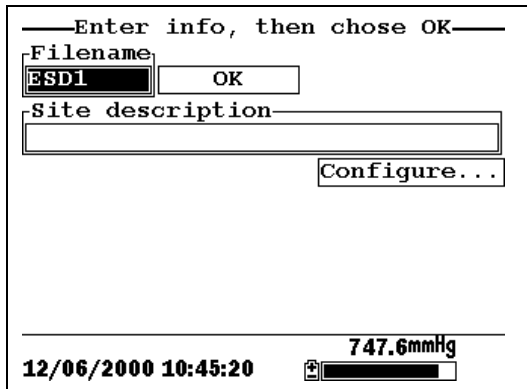 Enter info, then chose OK
Filename
ESD1 OK
Site description
Configure...
747.6mmHg
12/06/2000 10:45:20